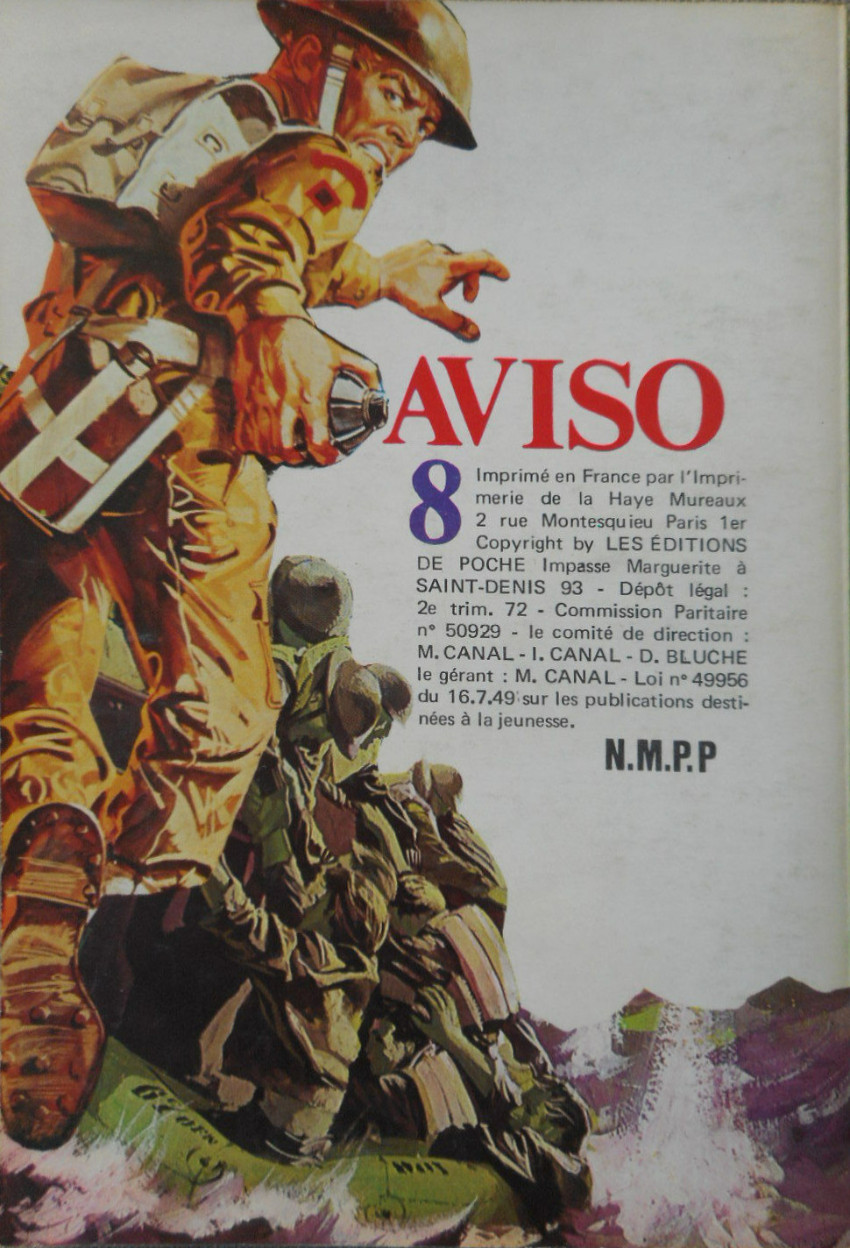 AVISO
8
Imprimé en France par l'Impri-
merie de la Haye Mureaux
2 rue Montesquieu Paris 1er
Copyright by LES ÉDITIONS
DE POCHE Impasse Marguerite à
SAINT-DENIS 93 - Dépôt légal :
2e trim. 72 - Commission Paritaire
n° 50929 - le comité de direction :
M. CANAL - I. CANAL - D. BLUCHE
le gérant : M. CANAL - Loi n° 49956
du 16.7.49 sur les publications desti-
nées à la jeunesse.
N.M.P.P